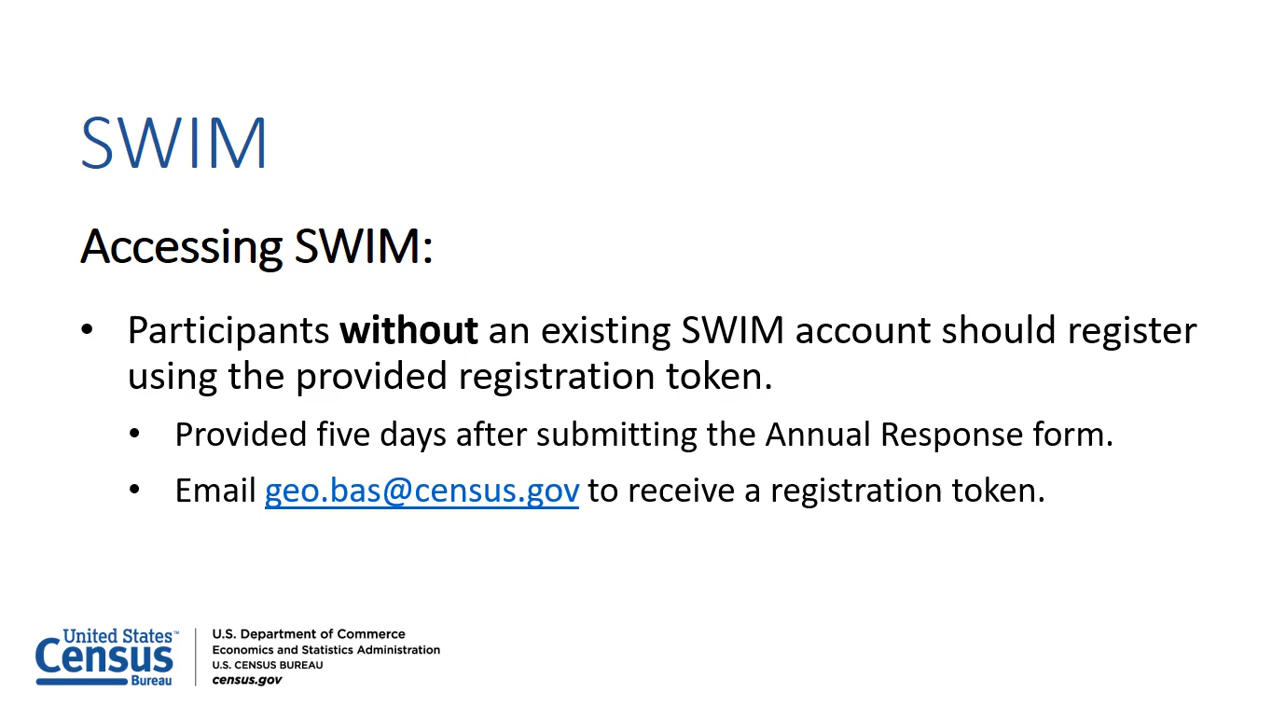 SWIM
Accessing SWIM:
• Participants without an existing SWIM account should register
using the provided registration token.
• Provided five days after submitting the Annual Response form.
• Email geo.bas@census.gov to receive a registration token.
United States™
Census
Bureau
U.S. Department of Commerce
Economics and Statistics Administration
U.S. CENSUS BUREAU
census.gov